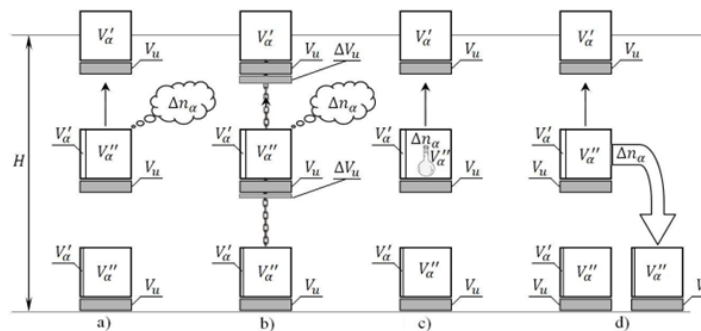 V′α V′α V′α V′α
Vu Vu ΔVu Vu Vu
Δnα Δnα
V′α V″α V′α V″α V′α Δnα V″α V′α V″α Δnα
H
Vu Vu ΔVu Vu Vu
V′α V″α V′α V″α V′α V″α V′α V″α V″α
Vu Vu Vu Vu
a) b) c) d)